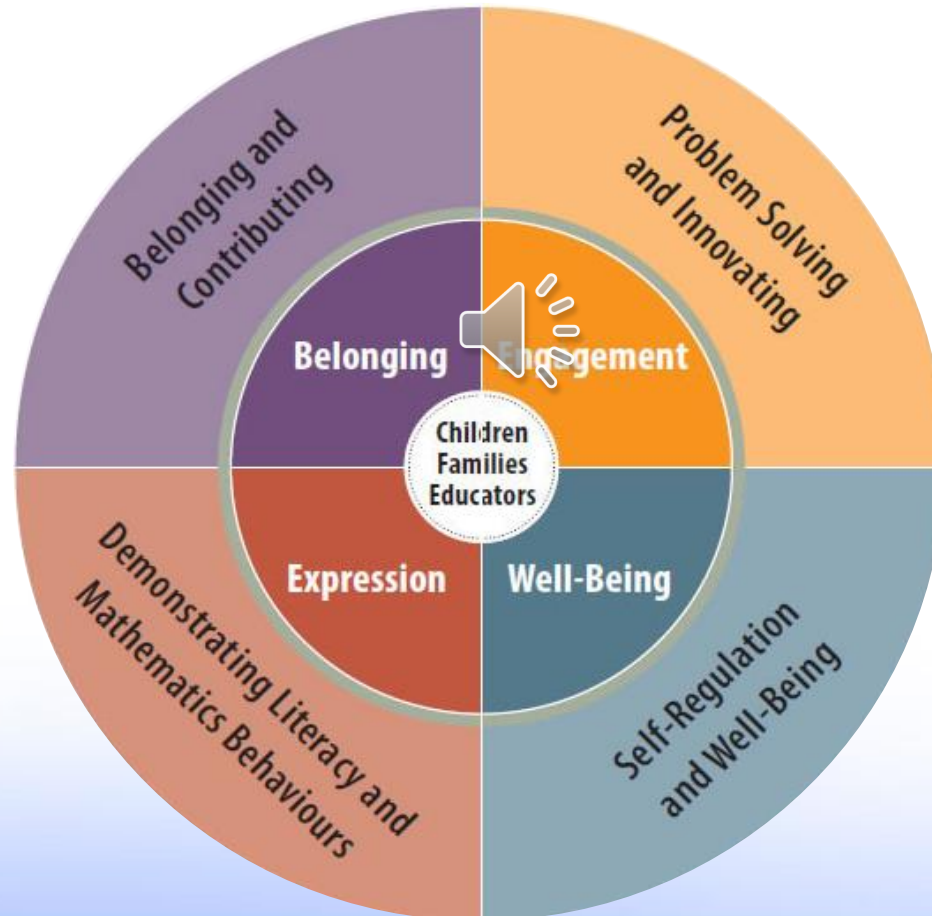 Belonging and
Contributing
Problem Solving
and Innovating
Belonging
Engagement
Children
Families
Educators
Expression
Well-Being
Demonstrating Literacy and
Mathematics Behaviours
Self-Regulation
and Well-Being